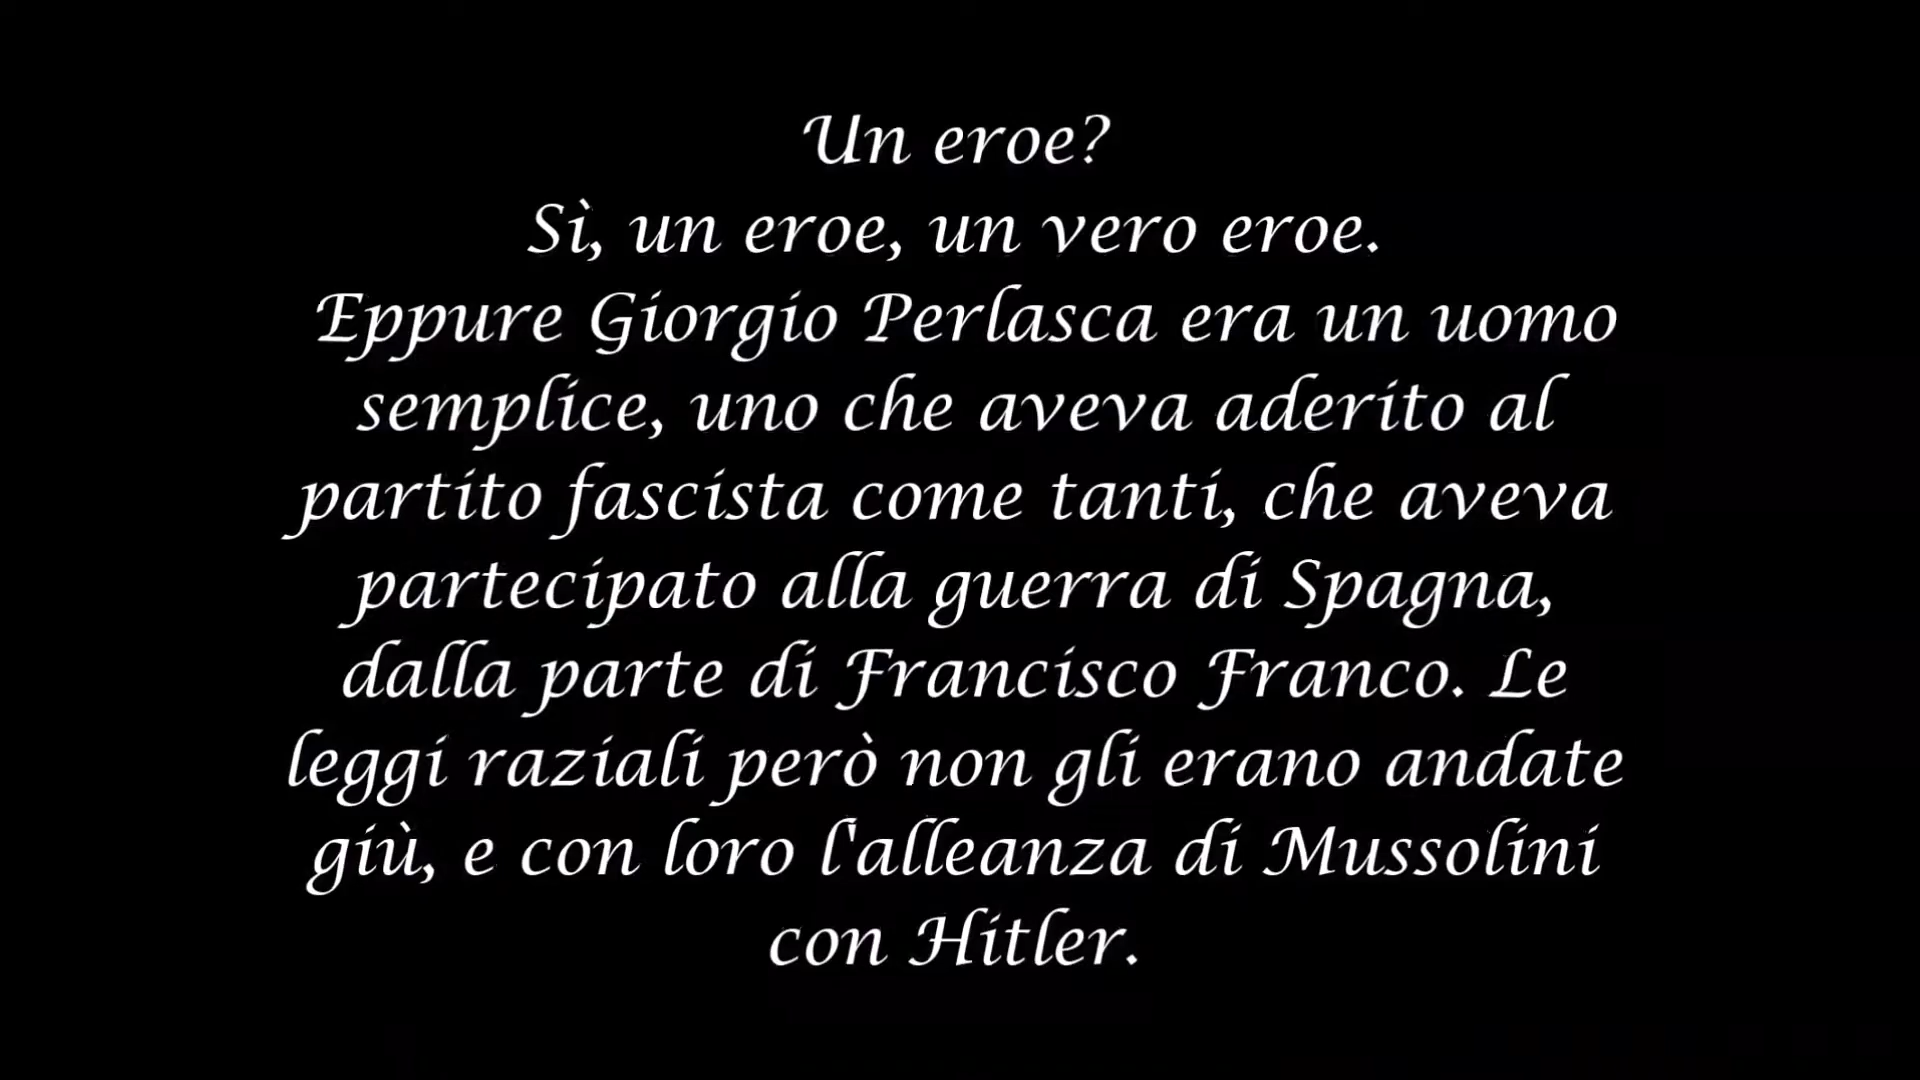 Un eroe?
Sì, un eroe, un vero eroe.
Eppure Giorgio Perlasca era un uomo
semplice, uno che aveva aderito al
partito fascista come tanti, che aveva
partecipato alla guerra di Spagna,
dalla parte di Francisco Franco. Le
leggi raziali però non gli erano andate
giù, e con loro l'alleanza di Mussolini
con Hitler.